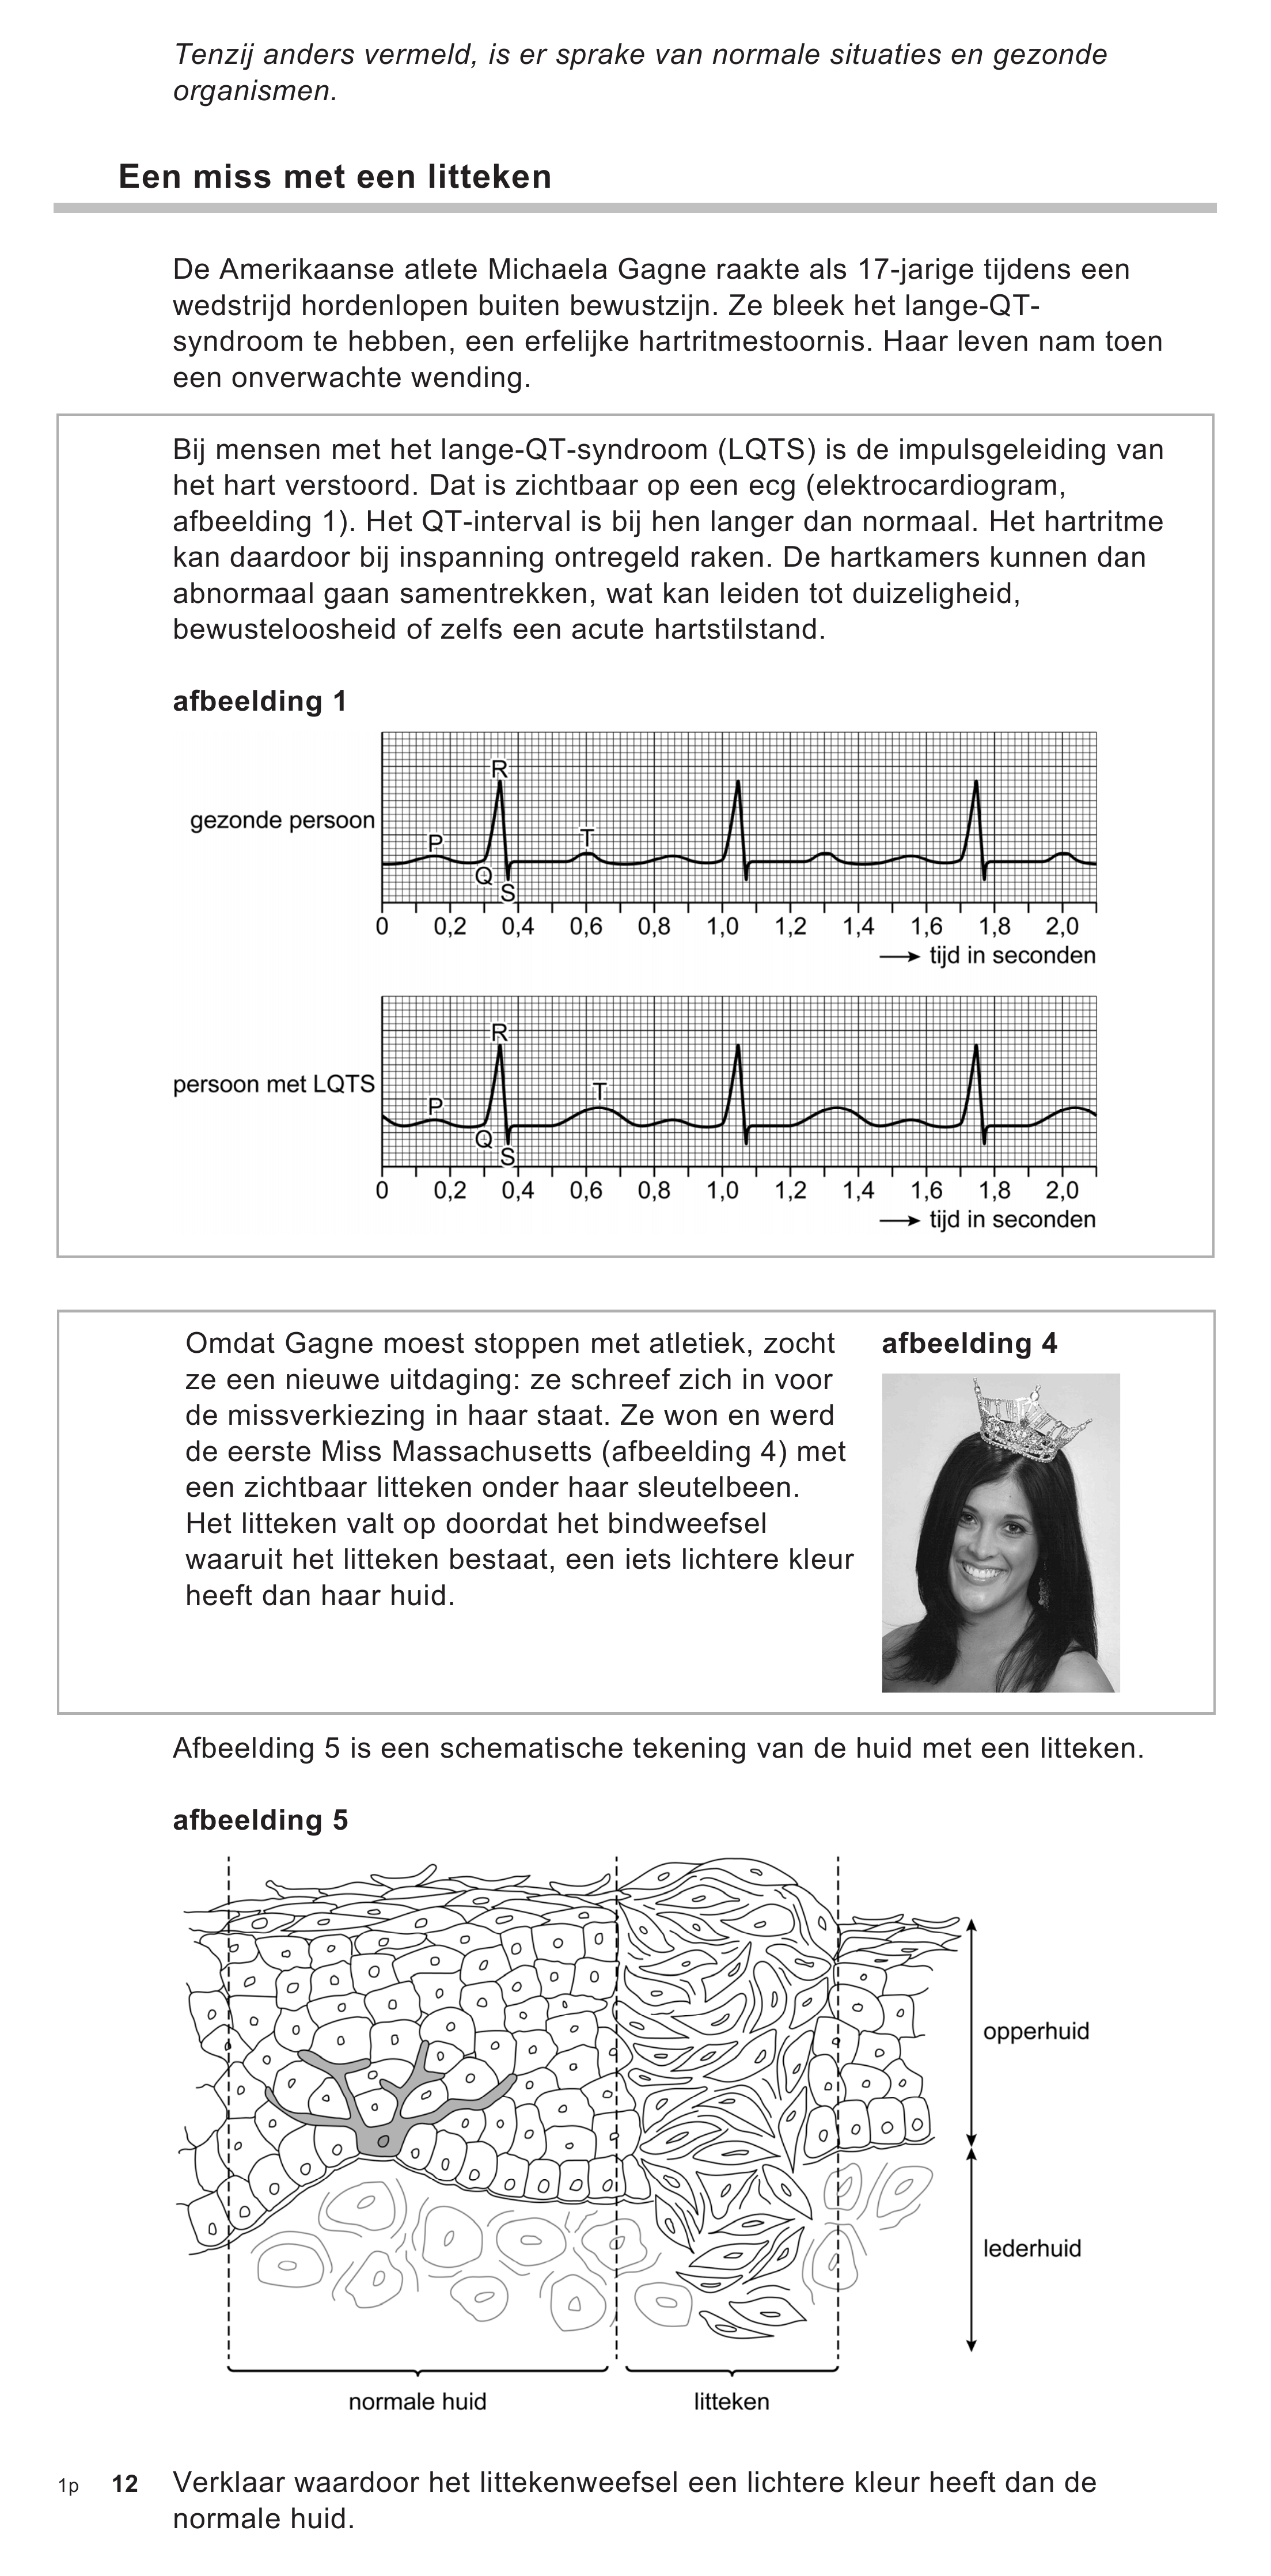 Tenzij anders vermeld, is er sprake van normale situaties en gezonde
organismen.
Een miss met een litteken
De Amerikaanse atlete Michaela Gagne raakte als 17-jarige tijdens een
wedstrijd hordenlopen buiten bewustzijn. Ze bleek het lange-QT-
syndroom te hebben, een erfelijke hartritmestoornis. Haar leven nam toen
een onverwachte wending.
Bij mensen met het lange-QT-syndroom (LQTS) is de impulsgeleiding van
het hart verstoord. Dat is zichtbaar op een ecg (elektrocardiogram,
afbeelding 1). Het QT-interval is bij hen langer dan normaal. Het hartritme
kan daardoor bij inspanning ontregeld raken. De hartkamers kunnen dan
abnormaal gaan samentrekken, wat kan leiden tot duizeligheid,
bewusteloosheid of zelfs een acute hartstilstand.
afbeelding 1
R
gezonde persoon
P
T
Q
S
0 0,2 0,4 0,6 0,8 1,0 1,2 1,4 1,6 1,8 2,0
tijd in seconden
R
persoon met LQTS
P
T
Q
S
0 0,2 0,4 0,6 0,8 1,0 1,2 1,4 1,6 1,8 2,0
tijd in seconden
Omdat Gagne moest stoppen met atletiek, zocht
ze een nieuwe uitdaging: ze schreef zich in voor
de missverkiezing in haar staat. Ze won en werd
de eerste Miss Massachusetts (afbeelding 4) met
een zichtbaar litteken onder haar sleutelbeen.
Het litteken valt op doordat het bindweefsel
waaruit het litteken bestaat, een iets lichtere kleur
heeft dan haar huid.
afbeelding 4
Afbeelding 5 is een schematische tekening van de huid met een litteken.
afbeelding 5
opperhuid
lederhuid
normale huid
litteken
1p 12 Verklaar waardoor het littekenweefsel een lichtere kleur heeft dan de
normale huid.